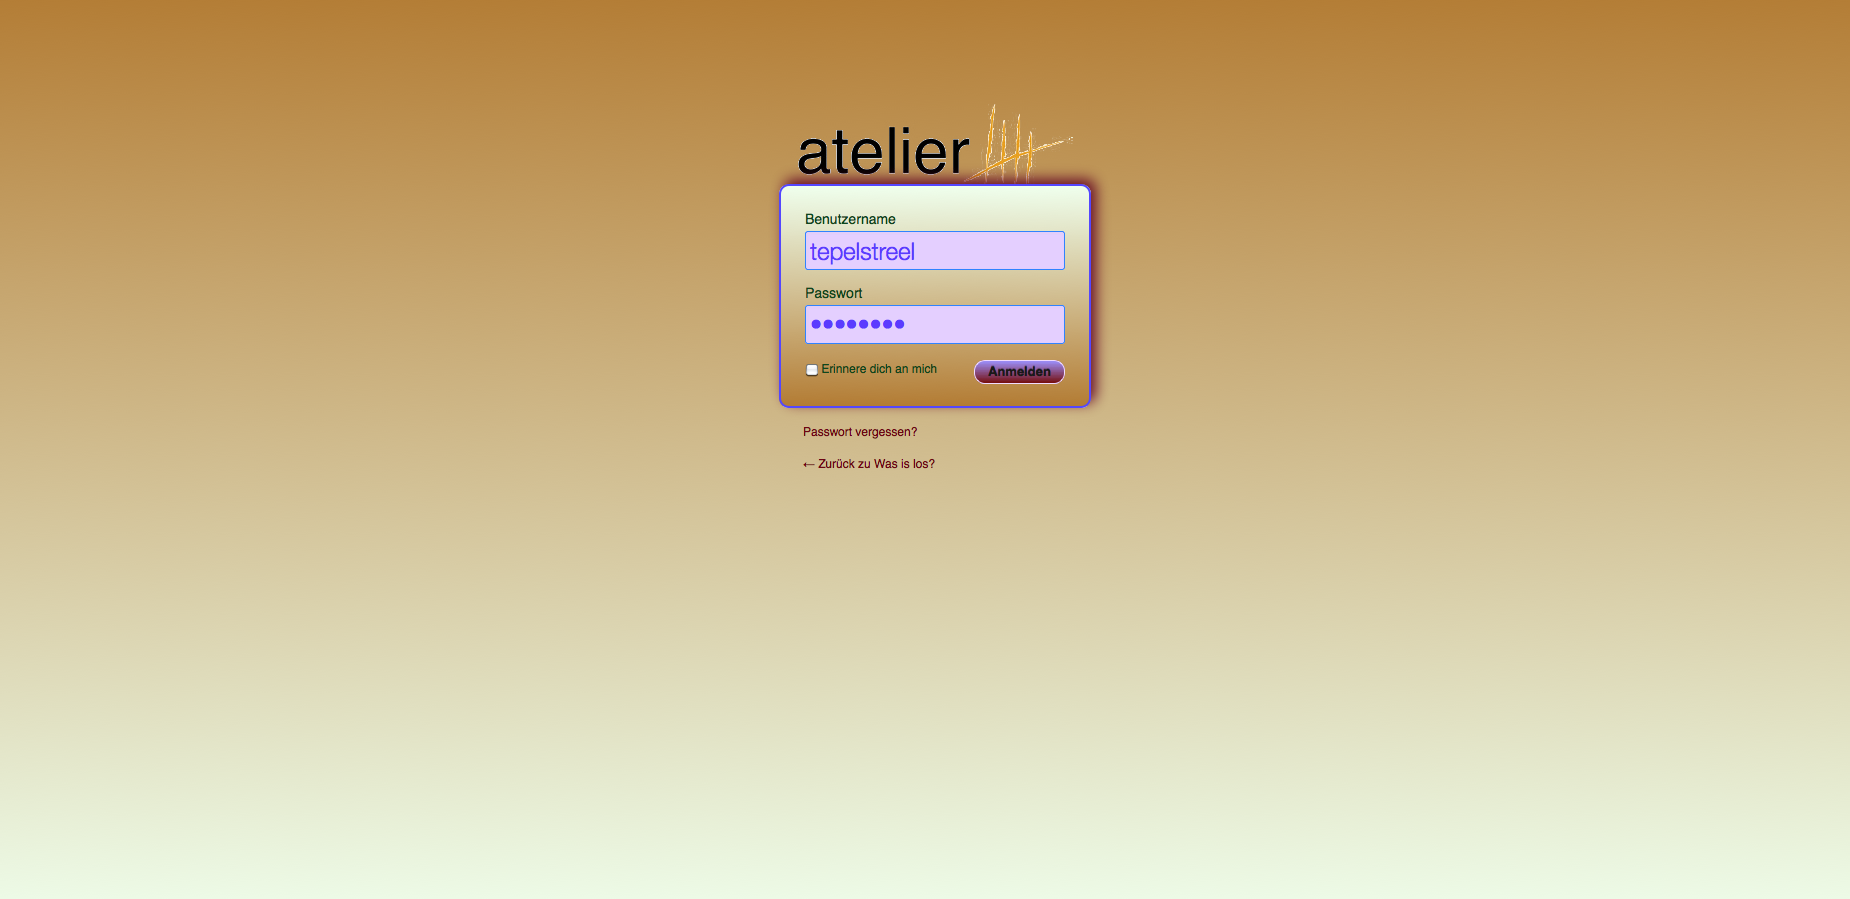 atelier
Benutzername
tepelstreel
Passwort
••••••••
Erinnere dich an mich
Anmelden
Passwort vergessen?
← Zurück zu Was is los?